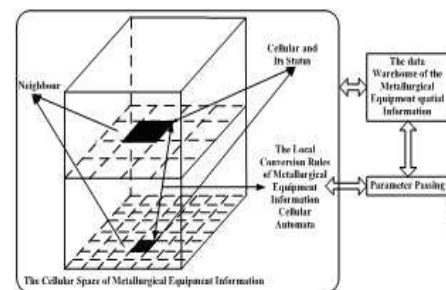 Cellular and
Its Status
Neighbour
The data
Warehouse of the
Metallurgical
Equipment spatial
Information
The Local
Conversion Rules
of Metallurgical
Equipment
Information
Cellular
Automata
Parameter Passing
The Cellular Space of Metallurgical Equipment Information